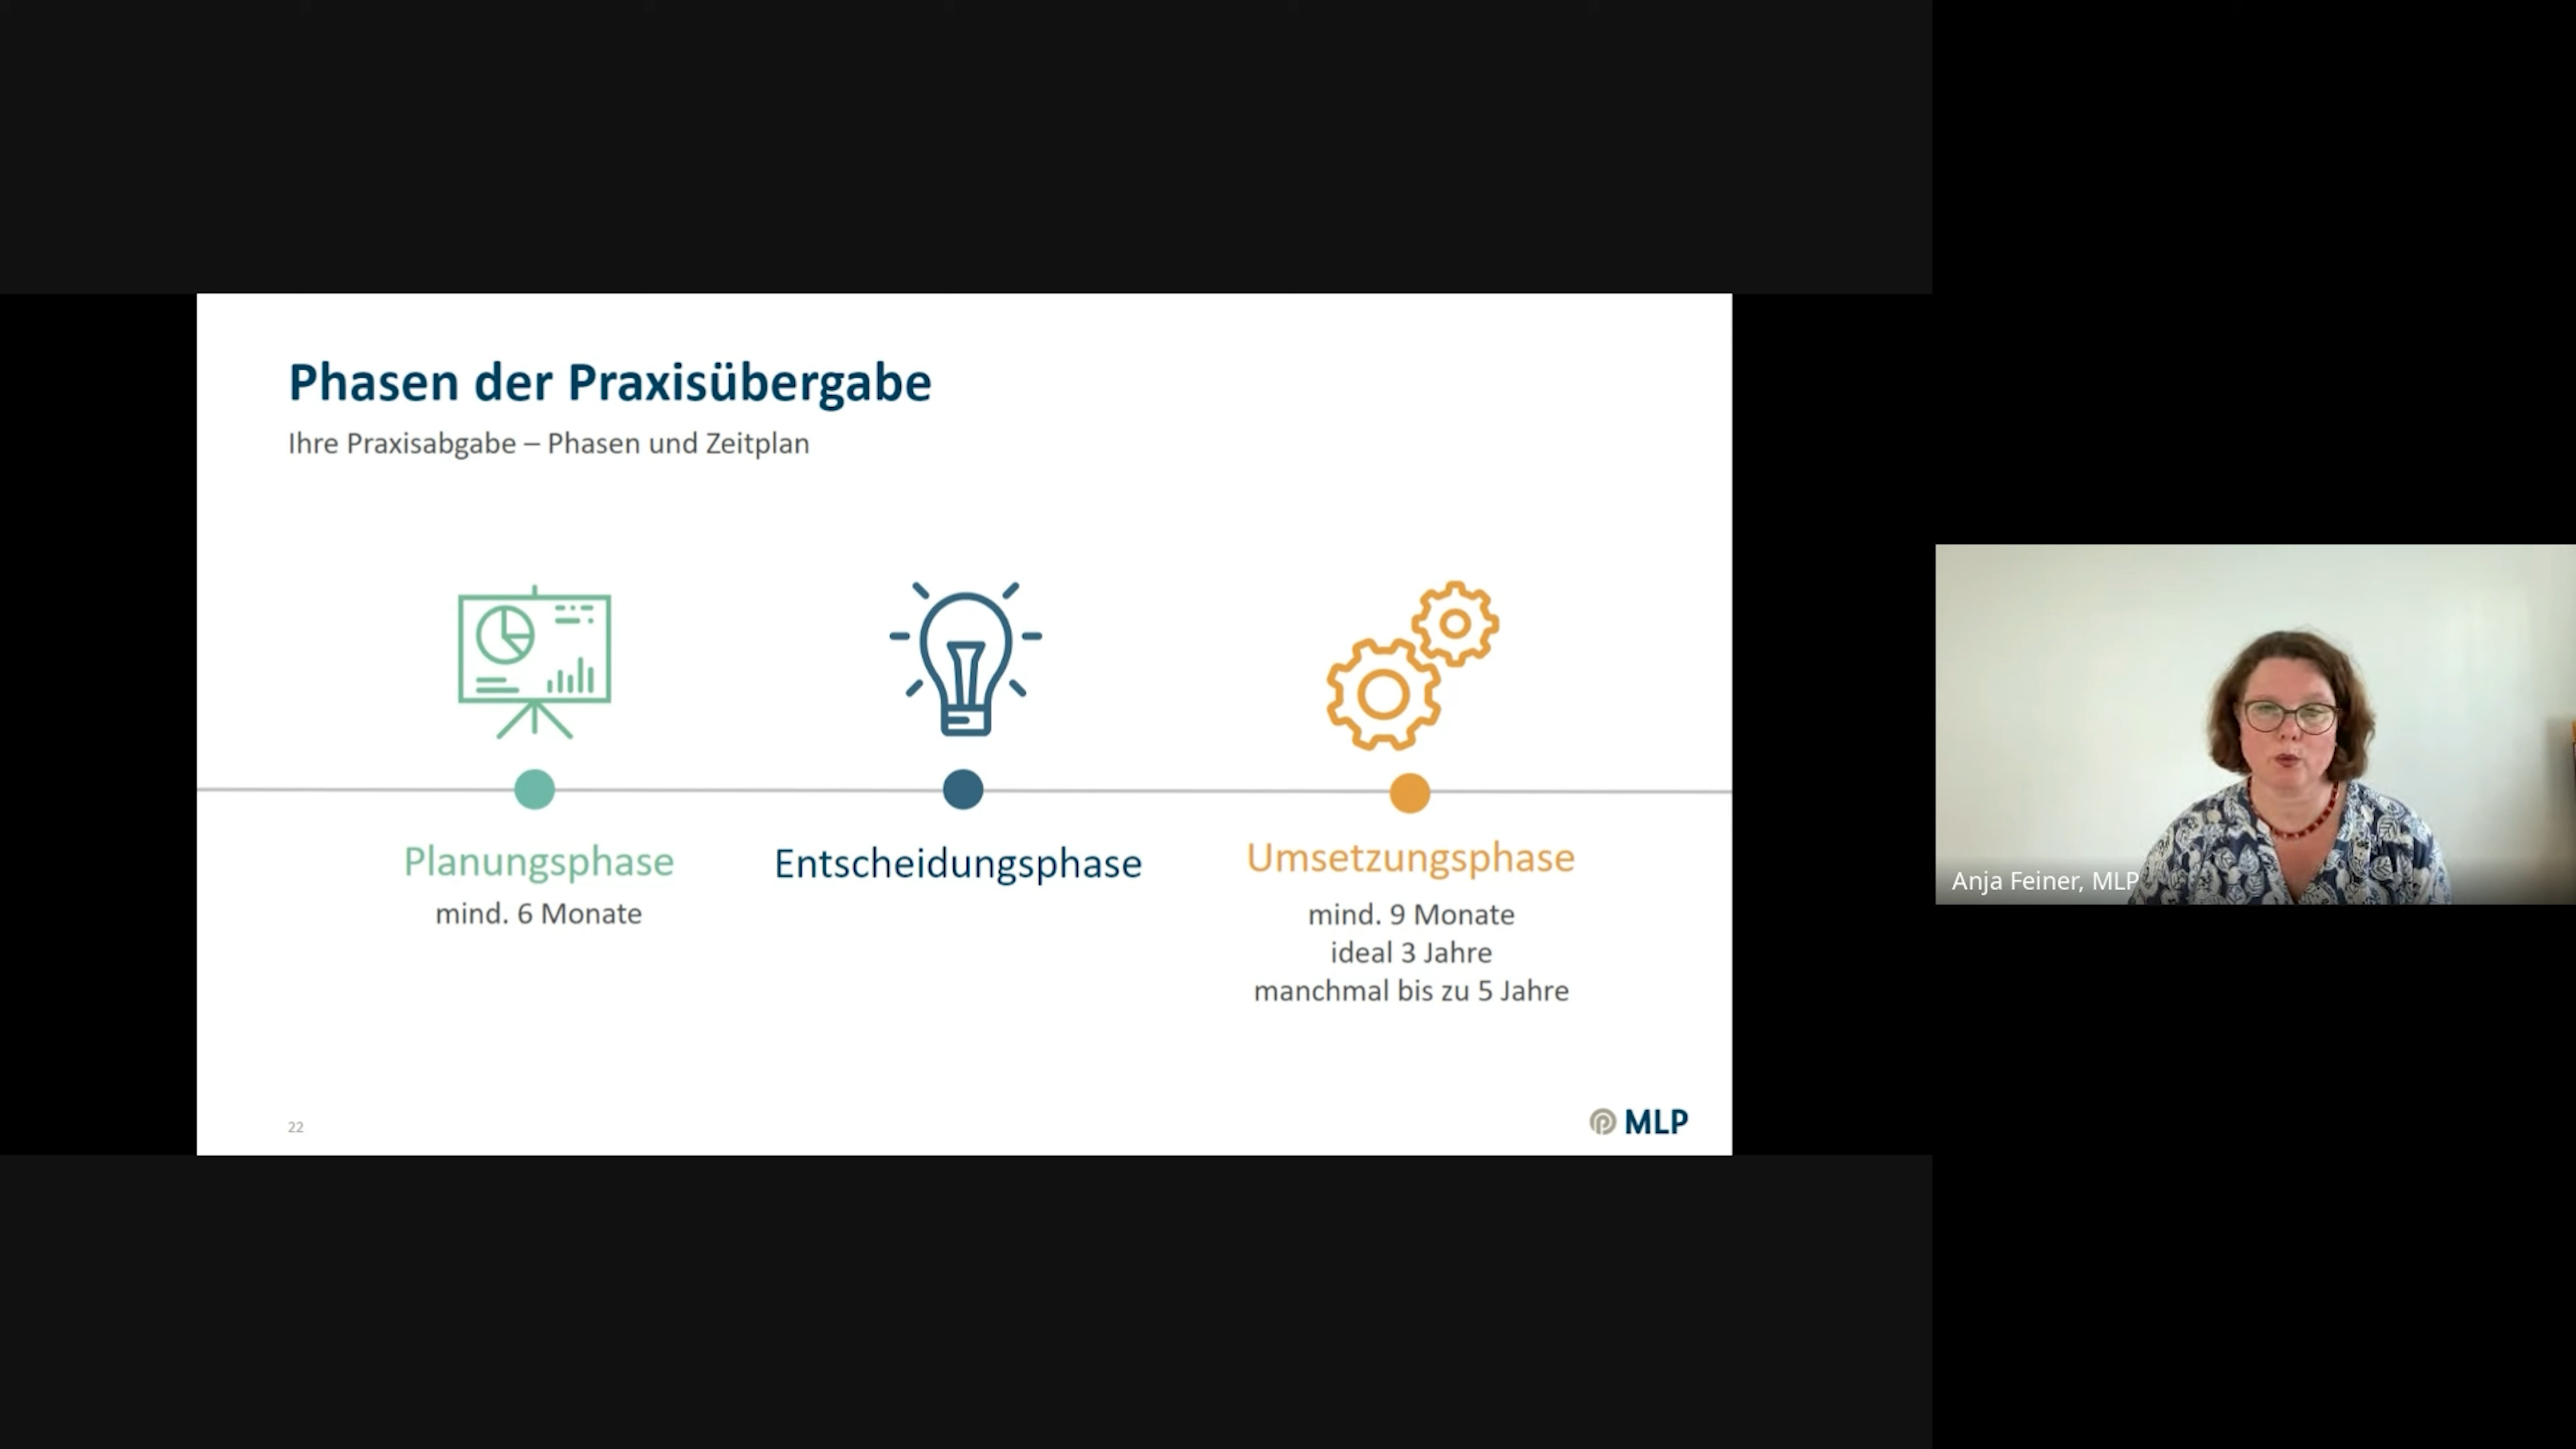 Phasen der Praxisübergabe
Ihre Praxisabgabe – Phasen und Zeitplan
Planungsphase
mind. 6 Monate
Entscheidungsphase
Umsetzungsphase
mind. 9 Monate
ideal 3 Jahre
manchmal bis zu 5 Jahre
22
MLP
Anja Feiner, MLP